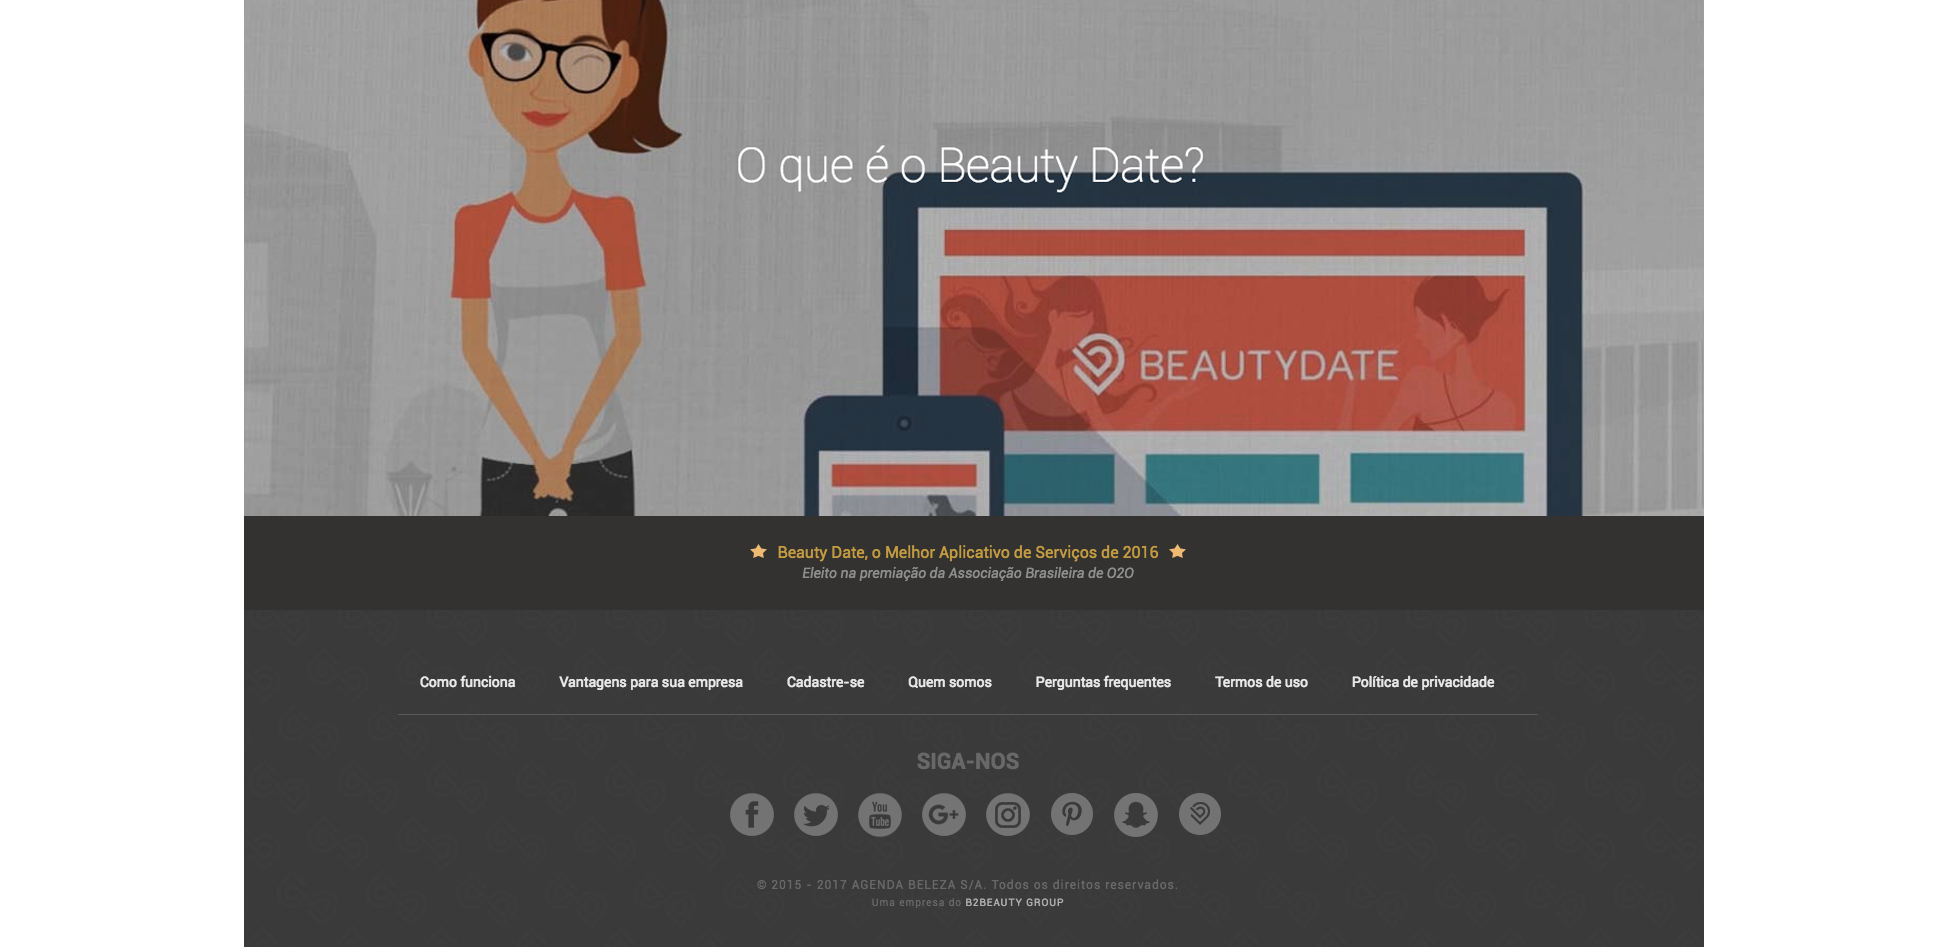 O que é o Beauty Date?
BEAUTYDATE
Beauty Date, o Melhor Aplicativo de Serviços de 2016
Eleito na premiação da Associação Brasileira de O2O
Como funciona Vantagens para sua empresa Cadastre-se Quem somos Perguntas frequentes Termos de uso Política de privacidade
SIGA-NOS
You
Tube
G+
© 2015 - 2017 AGENDA BELEZA S/A. Todos os direitos reservados.
Uma empresa do B2BEAUTY GROUP